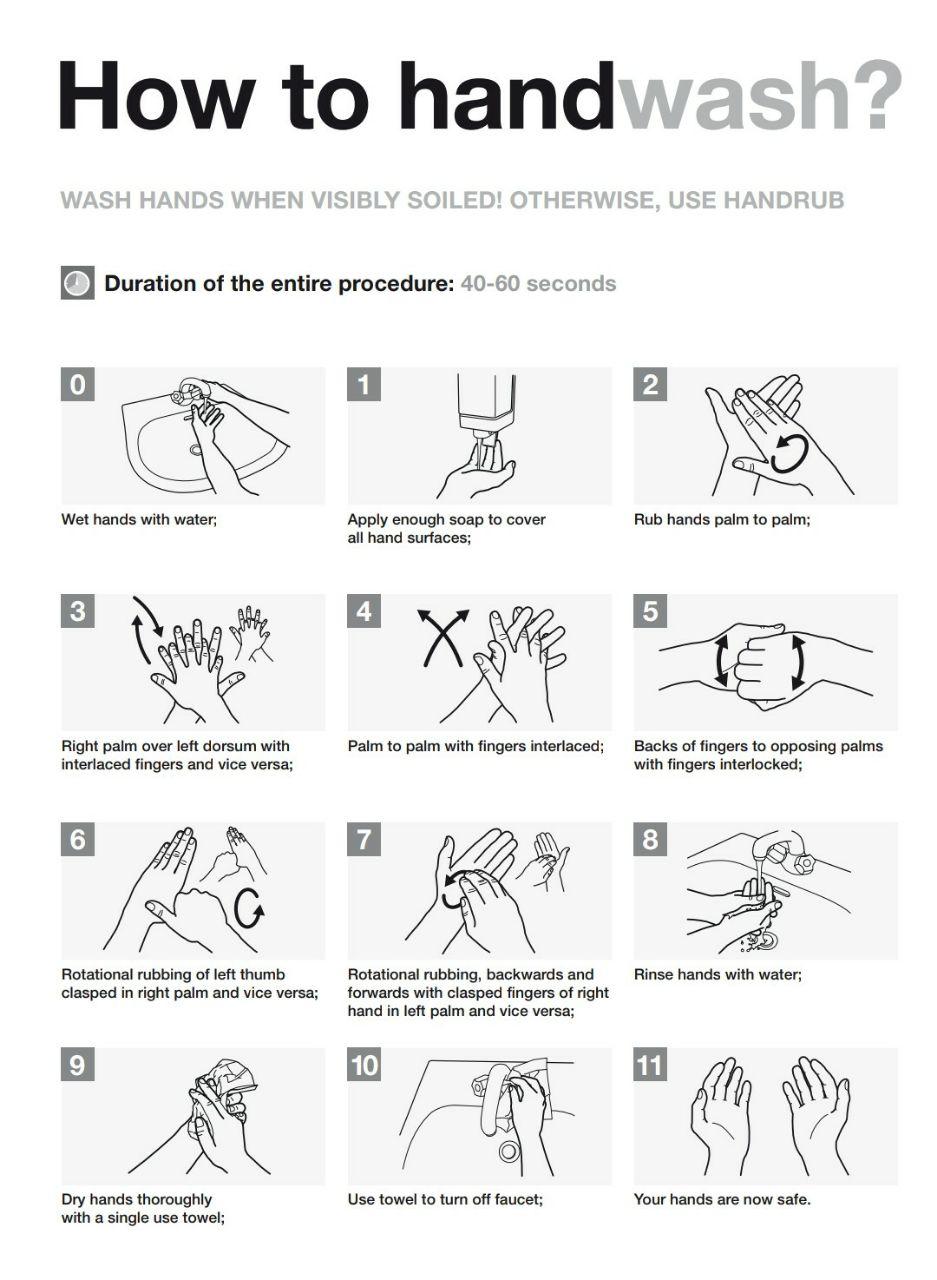 How to handwash?
WASH HANDS WHEN VISIBLY SOILED! OTHERWISE, USE HANDRUB
Duration of the entire procedure: 40-60 seconds
0
Wet hands with water;
1
Apply enough soap to cover
all hand surfaces;
2
Rub hands palm to palm;
3
Right palm over left dorsum with
interlaced fingers and vice versa;
4
Palm to palm with fingers interlaced;
5
Backs of fingers to opposing palms
with fingers interlocked;
6
Rotational rubbing of left thumb
clasped in right palm and vice versa;
7
Rotational rubbing, backwards and
forwards with clasped fingers of right
hand in left palm and vice versa;
8
Rinse hands with water;
9
Dry hands thoroughly
with a single use towel;
10
Use towel to turn off faucet;
11
Your hands are now safe.